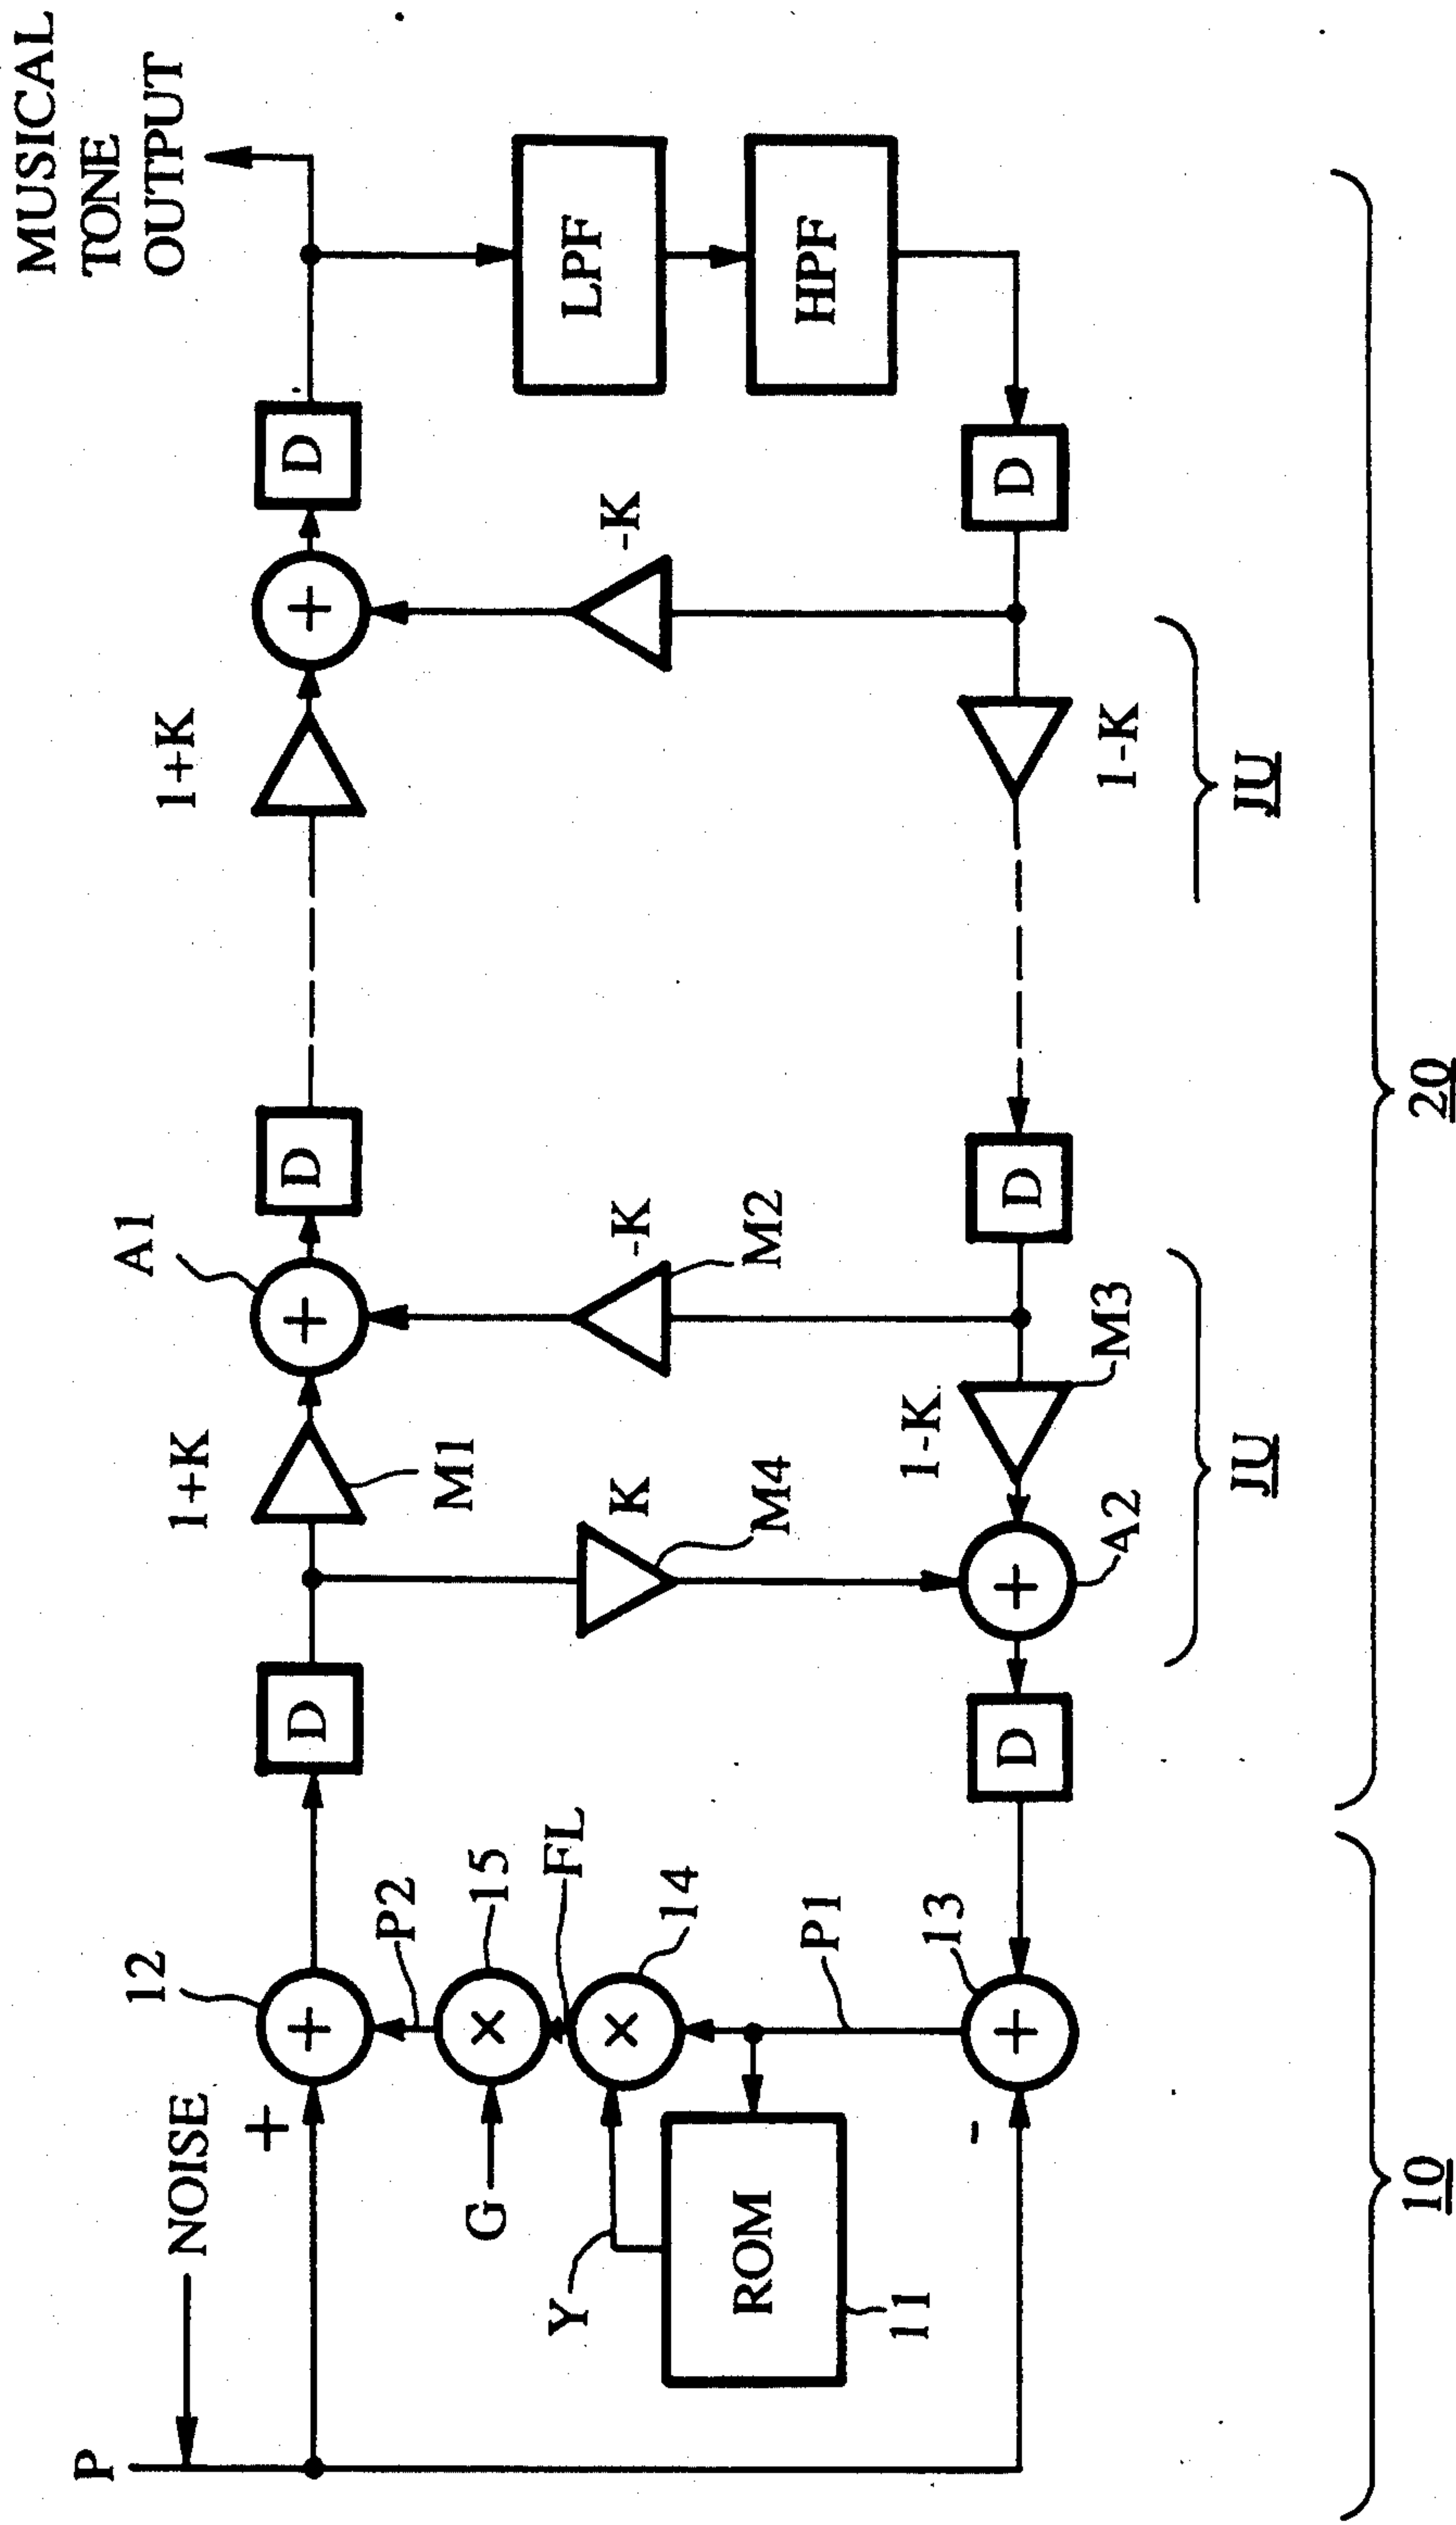 MUSICAL
TONE
OUTPUT
P
NOISE
+
12
+
D
1+K
M1
A1
+
D
1+K
+
D
P2
15
×
G
FL
14
×
Y
ROM
11
P1
K
M4
-K
M2
-K
LPF
HPF
-
13
+
D
A2
+
1-K
M3
D
1-K
D
JU
JU
10
20